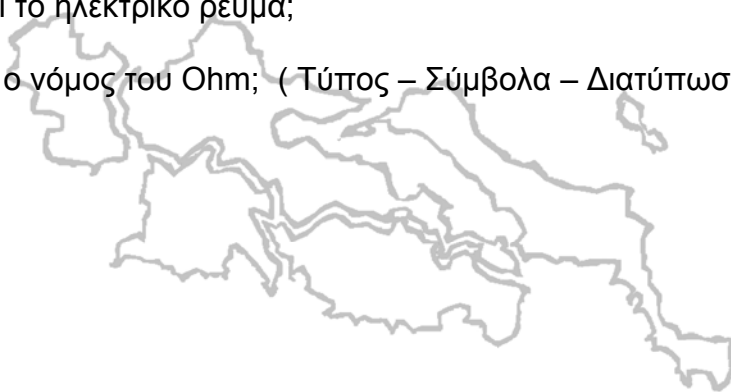 ι το ηλεκτρικό ρεύμα;
ο νόμος του Ohm; ( Τύπος – Σύμβολα – Διατύπωσ